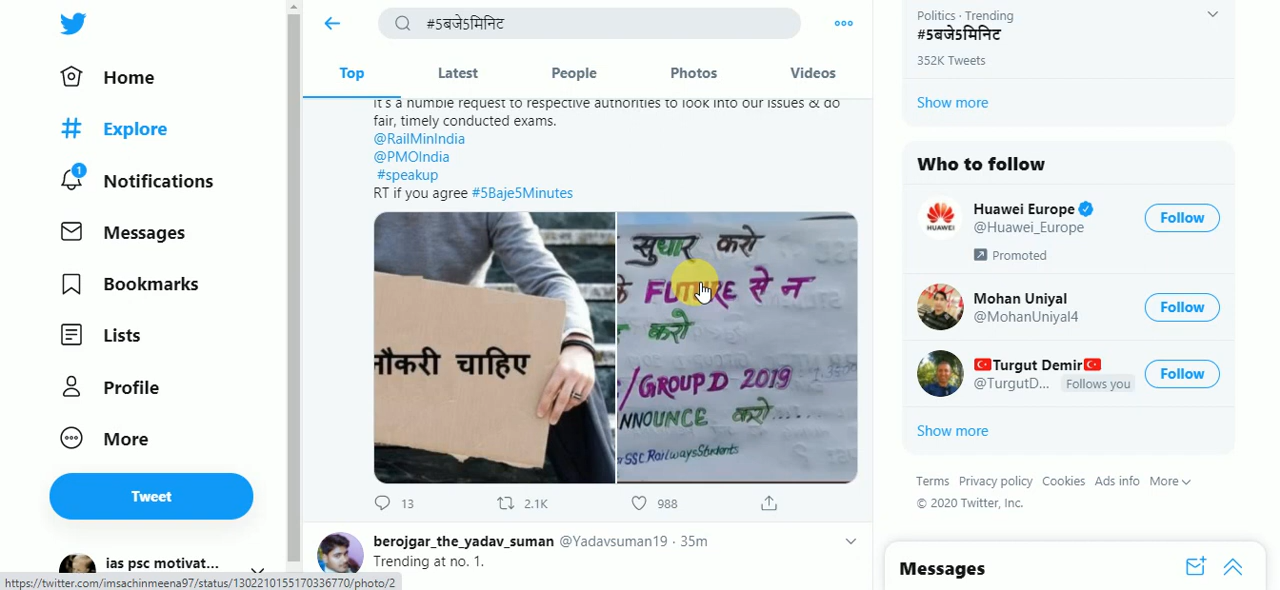 #5बजे5मिनिट
Top
Latest
People
Photos
Videos
Home
Explore
1
Notifications
Messages
Bookmarks
Lists
Profile
More
Tweet
ias psc motivat...
It's a humble request to respective authorities to look into our issues & do
fair, timely conducted exams.
@RailMinIndia
@PMOIndia
#speakup
RT if you agree #5Baje5Minutes
नौकरी चाहिए
सुधार करो
के FUTURE से न
करो
/GROUP D 2019
NNOUNCE करो....
SSCRailwaysStudents
13
2.1K
988
berojgar_the_yadav_suman @Yadavsuman19 · 35m
Trending at no. 1.
https://twitter.com/imsachinmeena97/status/1302210155170336770/photo/2
Politics · Trending
#5बजे5मिनिट
352K Tweets
Show more
Who to follow
Huawei Europe
@Huawei_Europe
Follow
HUAWEI
Promoted
Mohan Uniyal
@MohanUniyal4
Follow
Turgut Demir
@TurgutD... Follows you
Follow
Show more
Terms Privacy policy Cookies Ads info More
© 2020 Twitter, Inc.
Messages